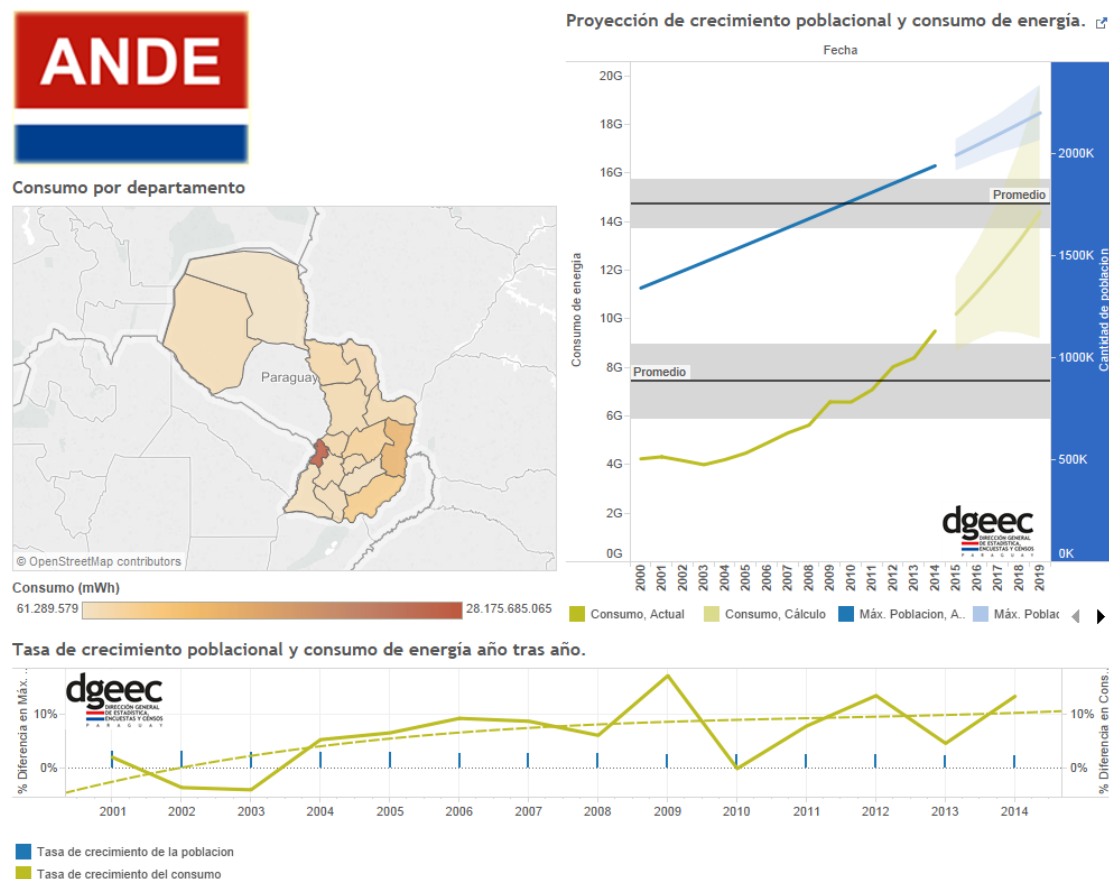 ANDE
Consumo por departamento
Paraguay
© OpenStreetMap contributors
Consumo (mWh)
61.289.579 28.175.685.065
Proyección de crecimiento poblacional y consumo de energía.
Fecha
Consumo de energia
20G
18G
16G
14G
12G
10G
8G
6G
4G
2G
0G
Promedio
Promedio
2000K
1500K
1000K
500K
0K
Cantidad de poblacion
dgeec
DIRECCIÓN GENERAL
DE ESTADÍSTICA,
ENCUESTAS Y CENSOS
PARAGUAY
2000 2001 2002 2003 2004 2005 2006 2007 2008 2009 2010 2011 2012 2013 2014 2015 2016 2017 2018 2019
Consumo, Actual Consumo, Cálculo Máx. Poblacion, A.. Máx. Poblac
Tasa de crecimiento poblacional y consumo de energía año tras año.
% Diferencia en Máx. ..
10%
0%
dgeec
DIRECCIÓN GENERAL
DE ESTADÍSTICA,
ENCUESTAS Y CENSOS
PARAGUAY
10%
0%
% Diferencia en Cons..
2001 2002 2003 2004 2005 2006 2007 2008 2009 2010 2011 2012 2013 2014
Tasa de crecimiento de la poblacion
Tasa de crecimiento del consumo